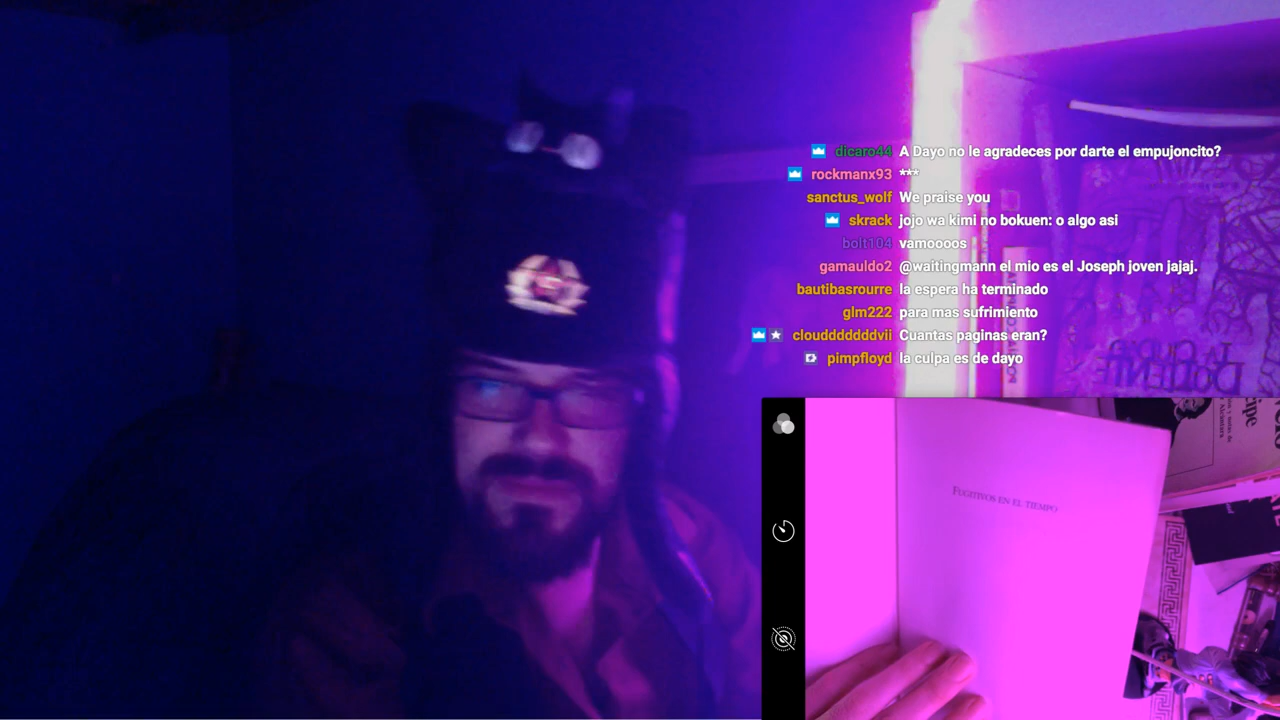 dicaro44 A Dayo no le agradeces por darte el empujoncito?
rockmanx93 ***
sanctus_wolf We praise you
skrack jojo wa kimi no bokuen: o algo asi
bolt104 vamoooos
gamauldo2 @waitingmann el mio es el Joseph joven jajaj.
bautibasrourre la espera ha terminado
glm222 para mas sufrimiento
clouddddddvii Cuantas paginas eran?
pimpfloyd la culpa es de dayo
FUGITIVOS EN EL TIEMPO